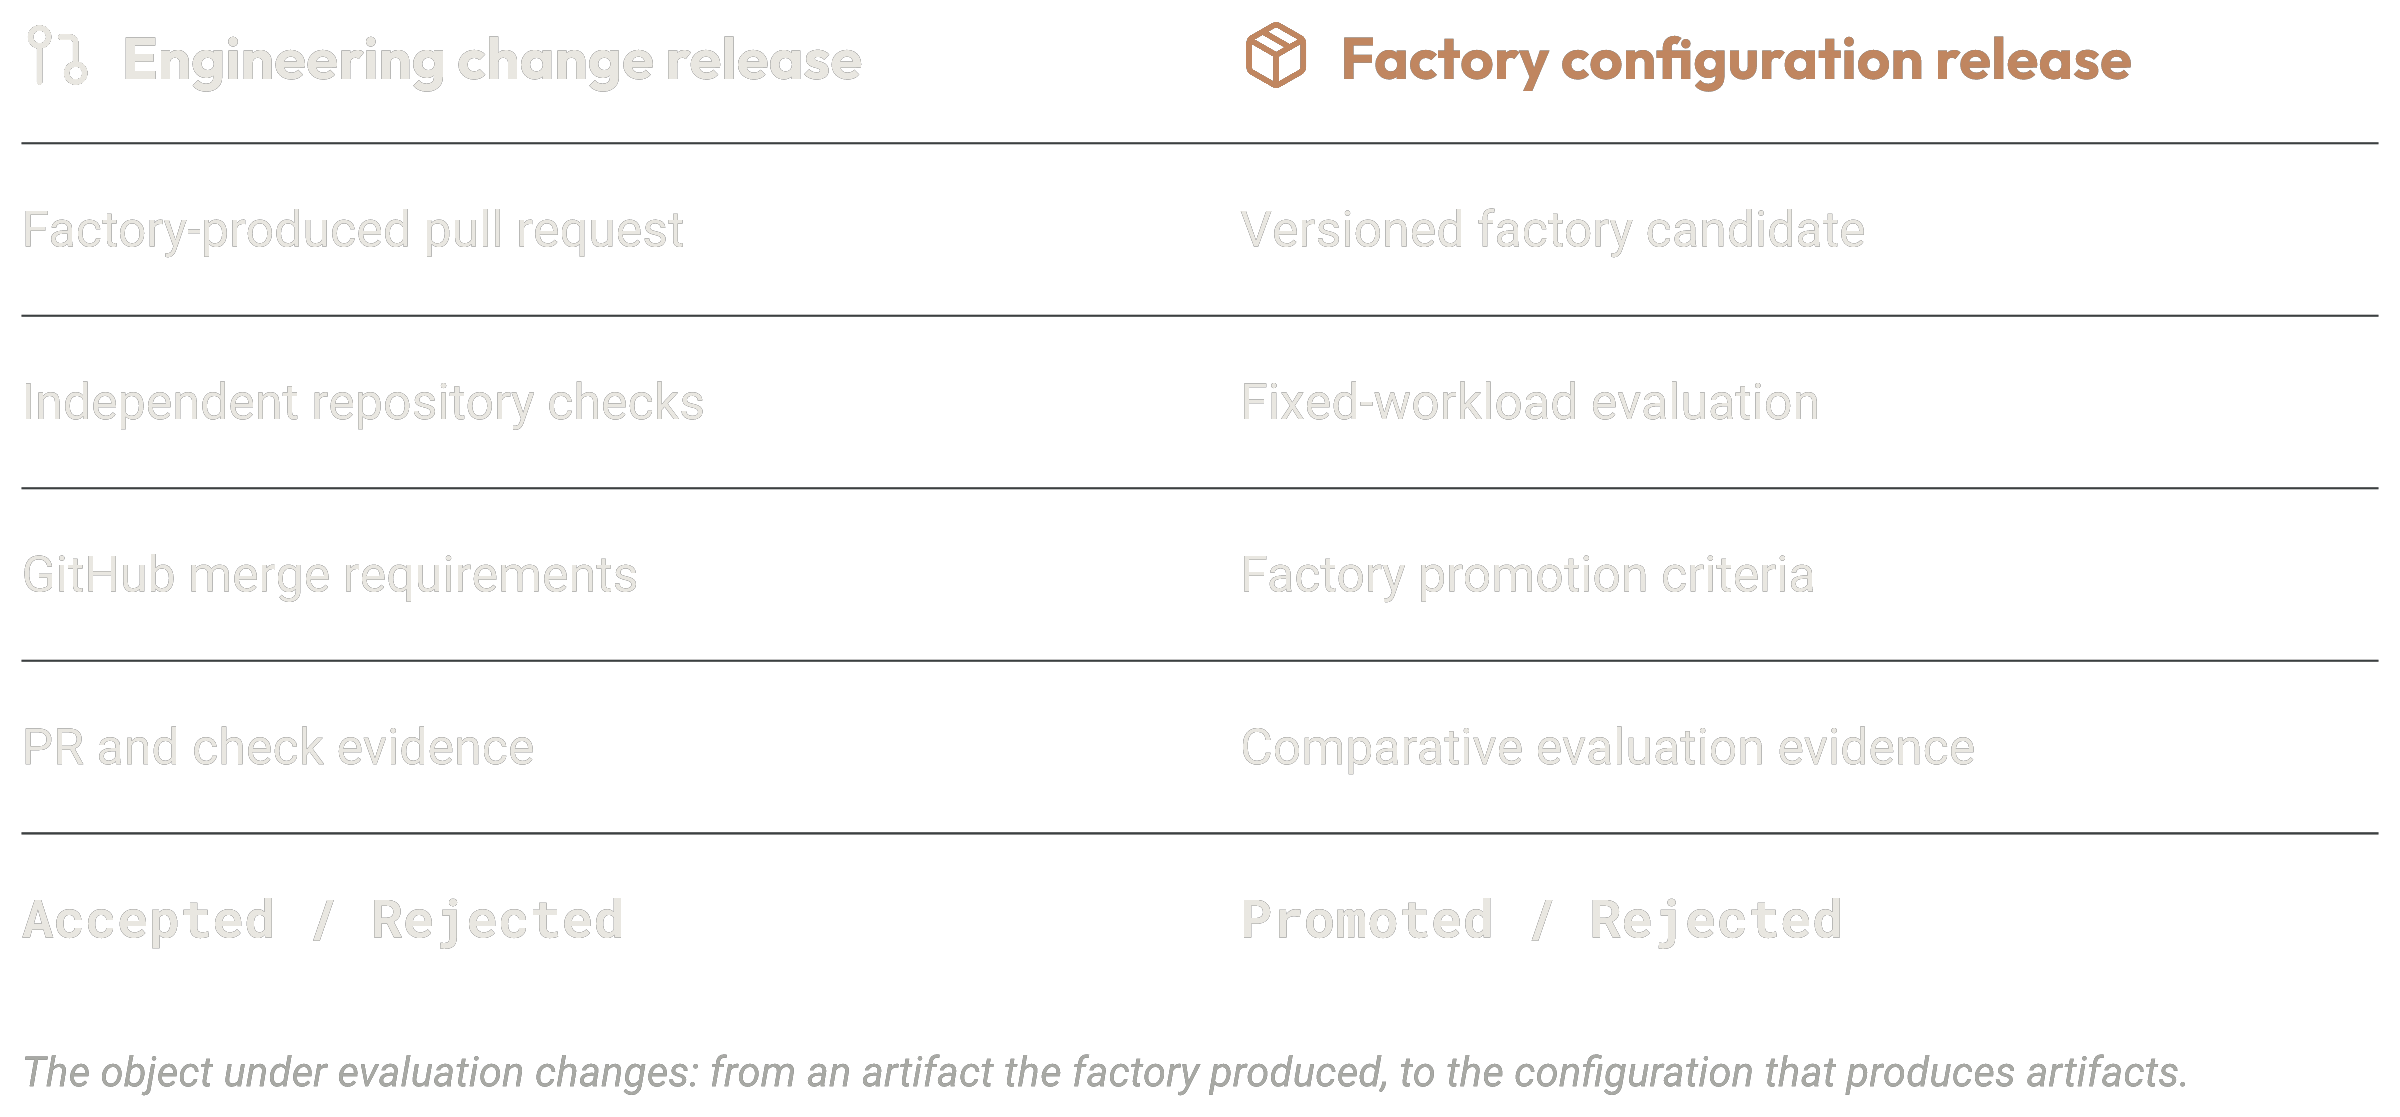 Engineering change release
Factory configuration release
Factory-produced pull request
Versioned factory candidate
Independent repository checks
Fixed-workload evaluation
GitHub merge requirements
Factory promotion criteria
PR and check evidence
Comparative evaluation evidence
Accepted / Rejected
Promoted / Rejected
The object under evaluation changes: from an artifact the factory produced, to the configuration that produces artifacts.